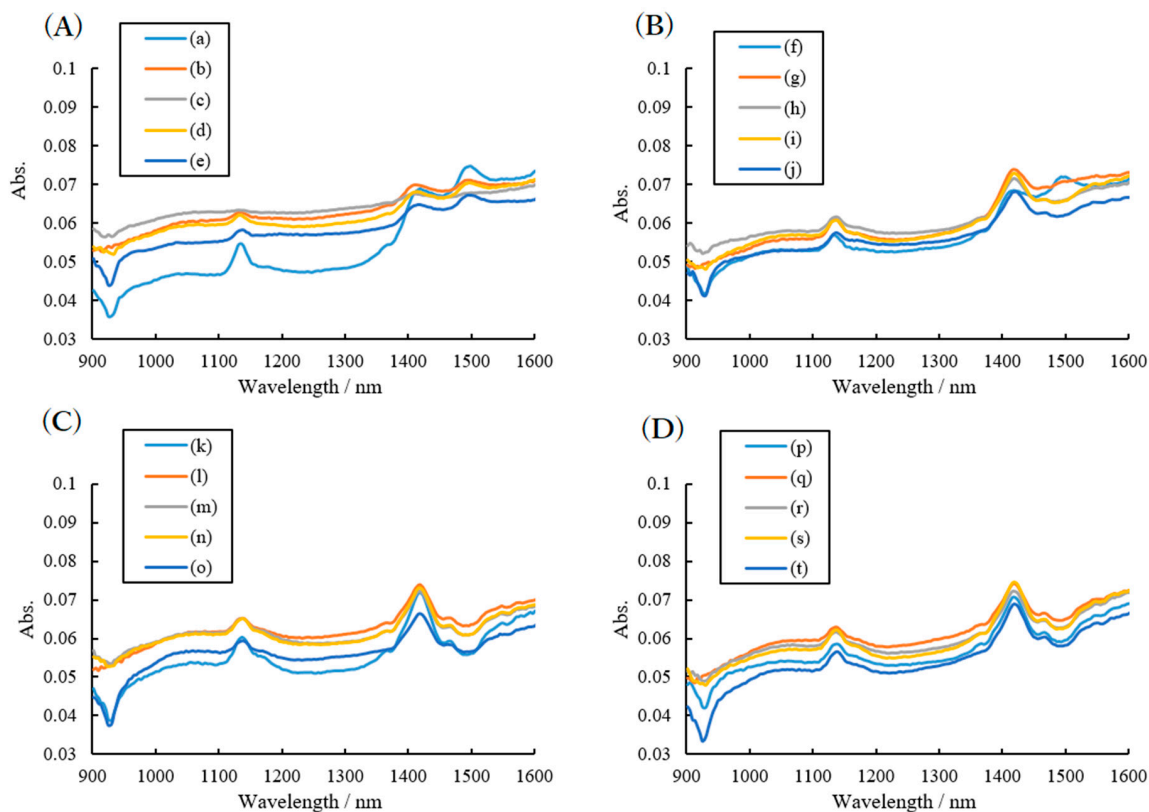 (A)
(a)
(b)
(c)
(d)
(e)
0.1
0.09
0.08
0.07
0.06
0.05
0.04
0.03
Abs.
900 1000 1100 1200 1300 1400 1500 1600
Wavelength / nm
(B)
(f)
(g)
(h)
(i)
(j)
0.1
0.09
0.08
0.07
0.06
0.05
0.04
0.03
Abs.
900 1000 1100 1200 1300 1400 1500 1600
Wavelength / nm
(C)
(k)
(l)
(m)
(n)
(o)
0.1
0.09
0.08
0.07
0.06
0.05
0.04
0.03
Abs.
900 1000 1100 1200 1300 1400 1500 1600
Wavelength / nm
(D)
(p)
(q)
(r)
(s)
(t)
0.1
0.09
0.08
0.07
0.06
0.05
0.04
0.03
Abs.
900 1000 1100 1200 1300 1400 1500 1600
Wavelength / nm